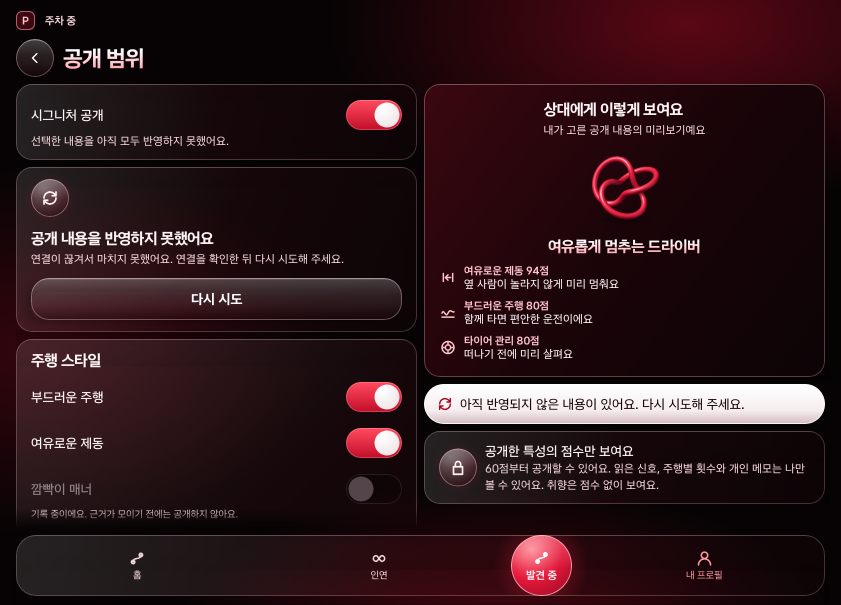 P 주차 중
공개 범위
시그니처 공개
선택한 내용을 아직 모두 반영하지 못했어요.
공개 내용을 반영하지 못했어요
연결이 끊겨서 마치지 못했어요. 연결을 확인한 뒤 다시 시도해 주세요.
다시 시도
주행 스타일
부드러운 주행
여유로운 제동
깜빡이 매너
기록 중이에요. 근거가 모이기 전에는 공개하지 않아요.
상대에게 이렇게 보여요
내가 고른 공개 내용의 미리보기예요
여유롭게 멈추는 드라이버
여유로운 제동 94점
옆 사람이 놀라지 않게 미리 멈춰요
부드러운 주행 80점
함께 타면 편안한 운전이에요
타이어 관리 80점
떠나기 전에 미리 살펴요
아직 반영되지 않은 내용이 있어요. 다시 시도해 주세요.
공개한 특성의 점수만 보여요
60점부터 공개할 수 있어요. 읽은 신호, 주행별 횟수와 개인 메모는 나만
볼 수 있어요. 취향은 점수 없이 보여요.
홈
인연
발견 중
내 프로필